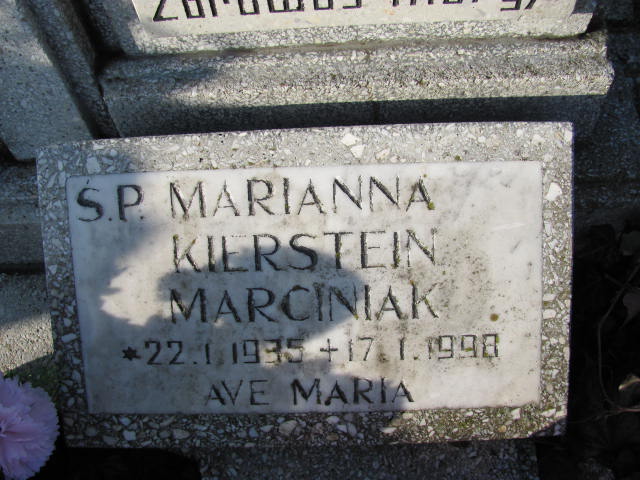 Ś.P. MARIANNA
KIERSTEIN
MARCINIAK
*22.1.1935+17.1.1998
AVE MARIA